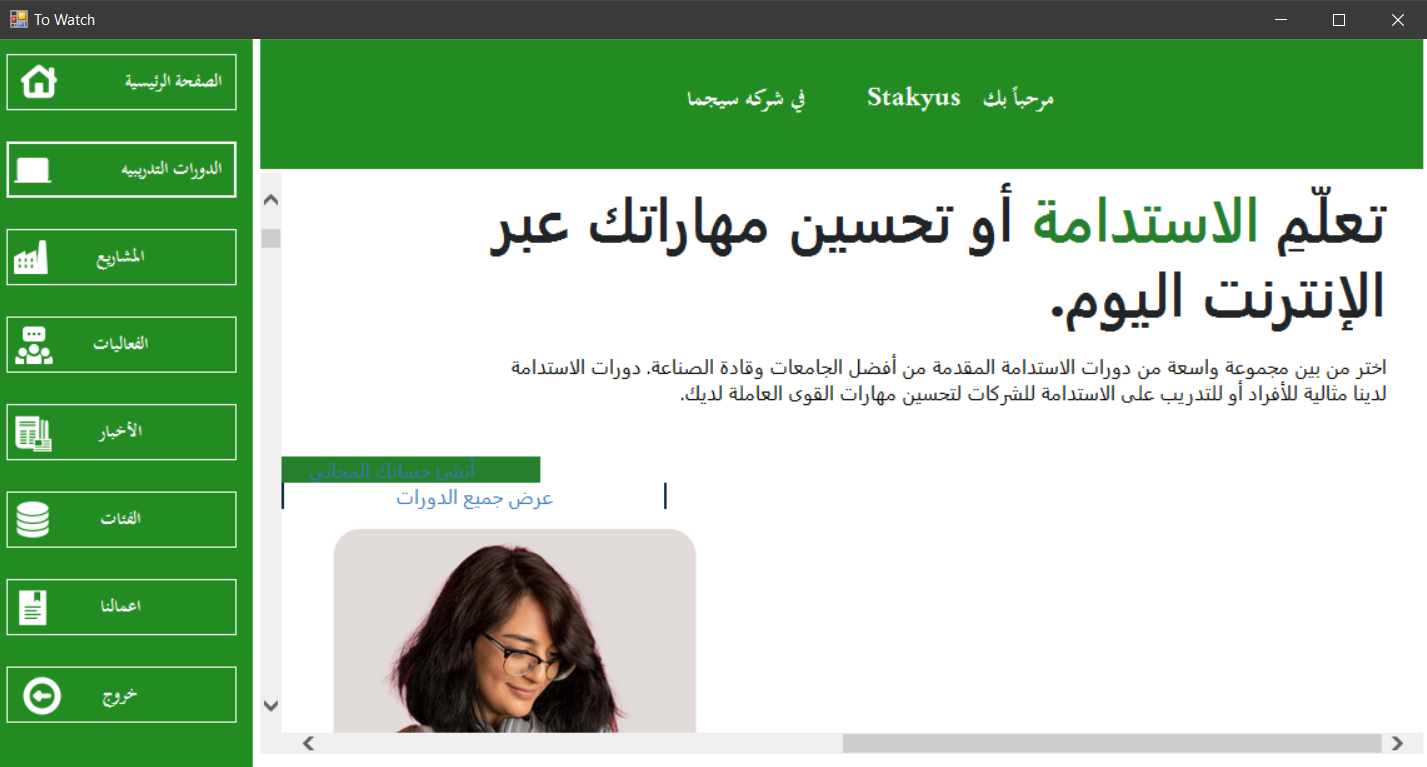 To Watch
مرحباً بك Stakyus في شركه سيجما
الصفحة الرئيسية
الدورات التدريبيه
المشاريع
الفعاليات
الأخبار
الفئات
اعمالنا
خروج
تعلّمِ الاستدامة أو تحسين مهاراتك عبر
الإنترنت اليوم.
اختر من بين مجموعة واسعة من دورات الاستدامة المقدمة من أفضل الجامعات وقادة الصناعة. دورات الاستدامة
لدينا مثالية للأفراد أو للتدريب على الاستدامة للشركات لتحسين مهارات القوى العاملة لديك.
أنشئ حسابك المجاني
عرض جميع الدورات